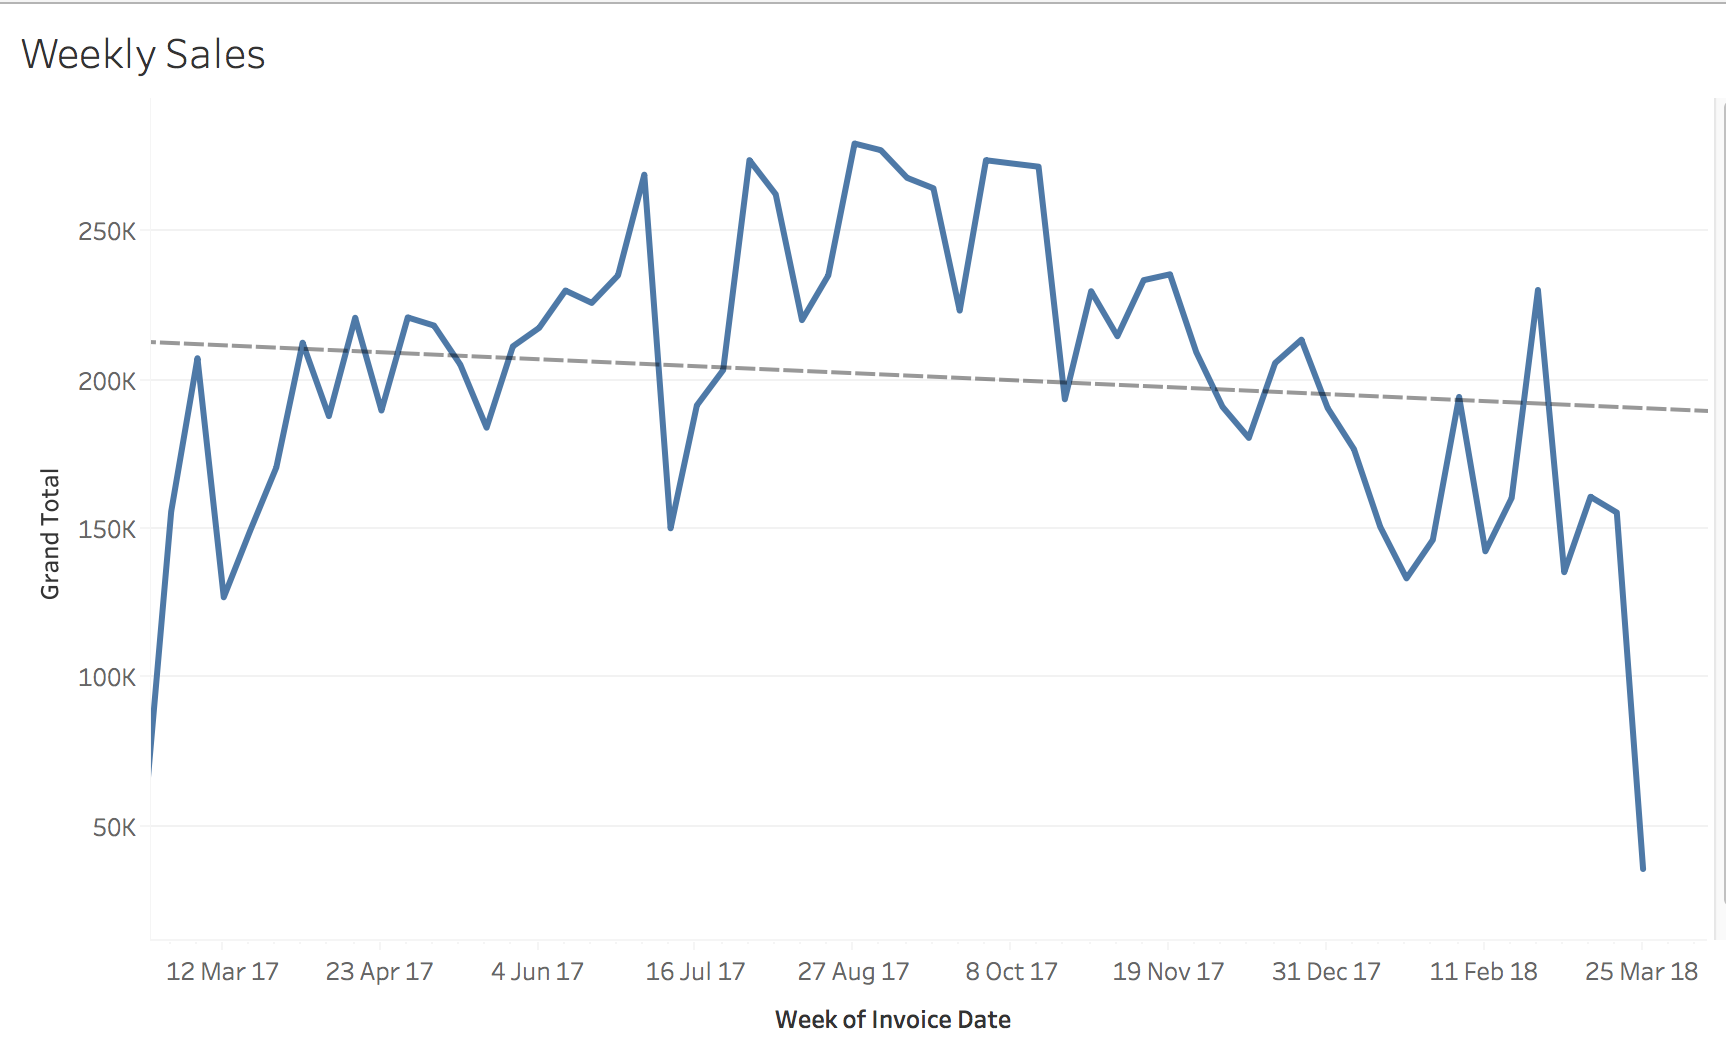 Weekly Sales
250K
200K
150K
100K
50K
Grand Total
12 Mar 17
23 Apr 17
4 Jun 17
16 Jul 17
27 Aug 17
8 Oct 17
19 Nov 17
31 Dec 17
11 Feb 18
25 Mar 18
Week of Invoice Date